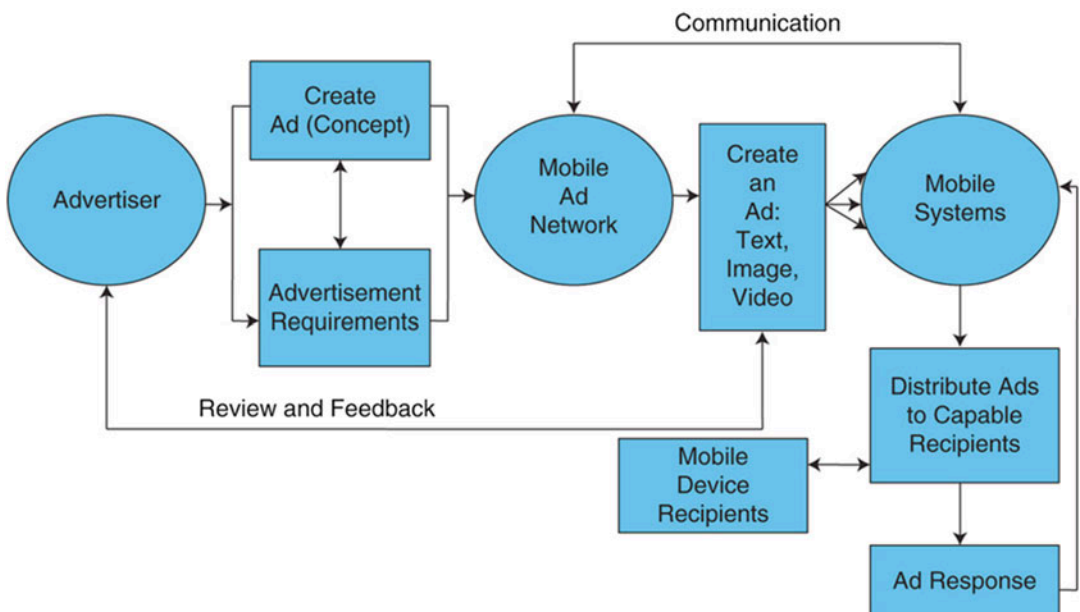 Communication
Create
Ad (Concept)
Advertiser
Advertisement
Requirements
Mobile
Ad
Network
Create
an
Ad:
Text,
Image,
Video
Mobile
Systems
Review and Feedback
Distribute Ads
to Capable
Recipients
Mobile
Device
Recipients
Ad Response